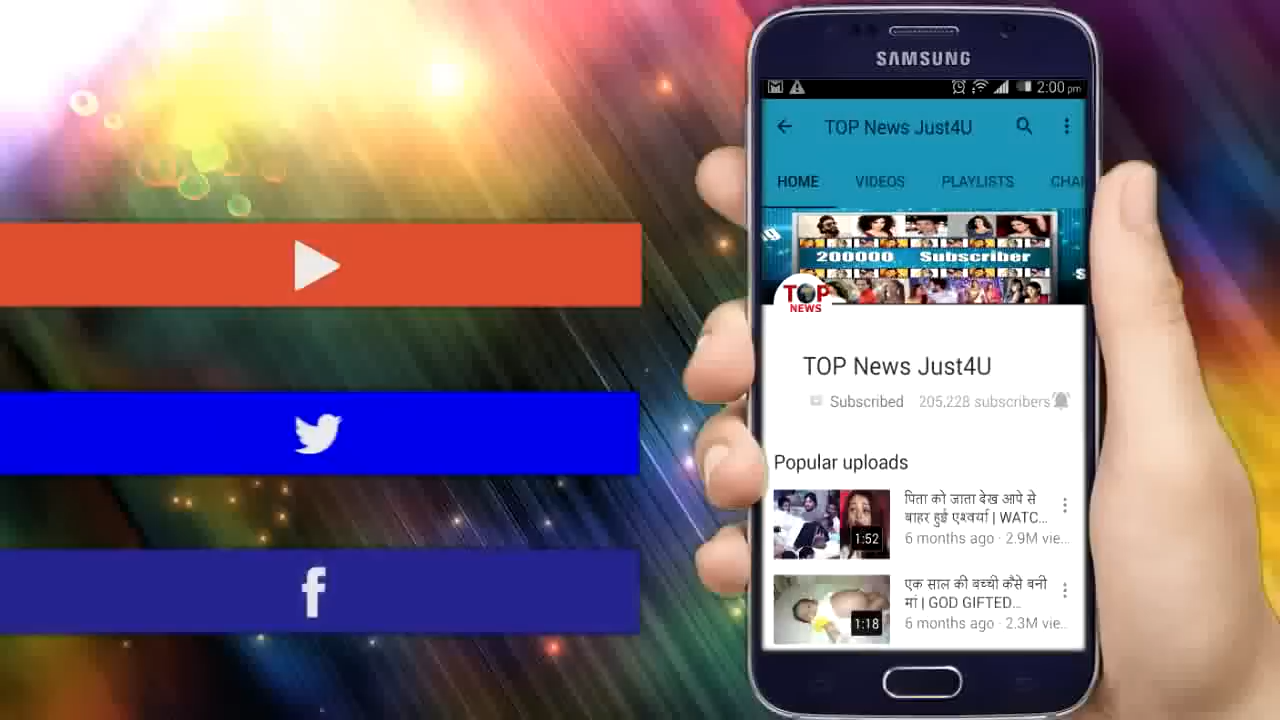 SAMSUNG
2:00 pm
TOP News Just4U
HOME VIDEOS PLAYLISTS CHA
200000 Subscriber
TOP
NEWS
TOP News Just4U
Subscribed 205,228 subscribers
Popular uploads
पिता को जाता देख आपे से
बाहर हुई एश्वर्या | WATC...
6 months ago · 2.9M vie...
1:52
एक साल की बच्ची कैसे बनी
मां | GOD GIFTED...
6 months ago · 2.3M vie...
1:18